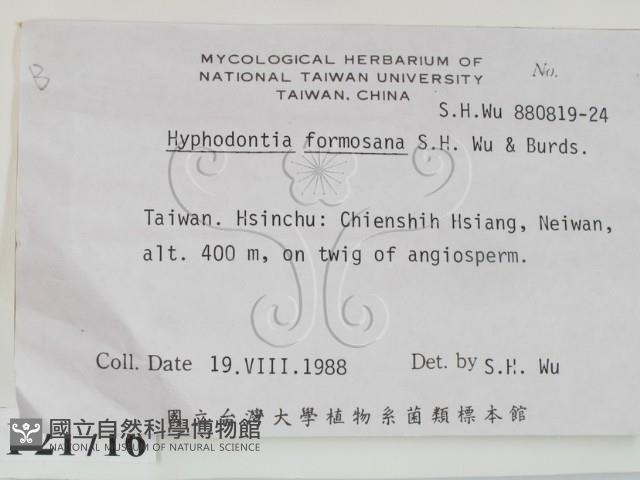 B
MYCOLOGICAL HERBARIUM OF
NATIONAL TAIWAN UNIVERSITY
TAIWAN, CHINA
No.
S.H.Wu 880819-24
Hyphodontia formosana S.H. Wu & Burds.
Taiwan. Hsinchu: Chienshih Hsiang, Neiwan,
alt. 400 m, on twig of angiosperm.
Coll. Date 19.VIII.1988
Det. by S.H. Wu
國立台灣大學植物系菌類標本館
國立自然科學博物館
NATIONAL MUSEUM OF NATURAL SCIENCE